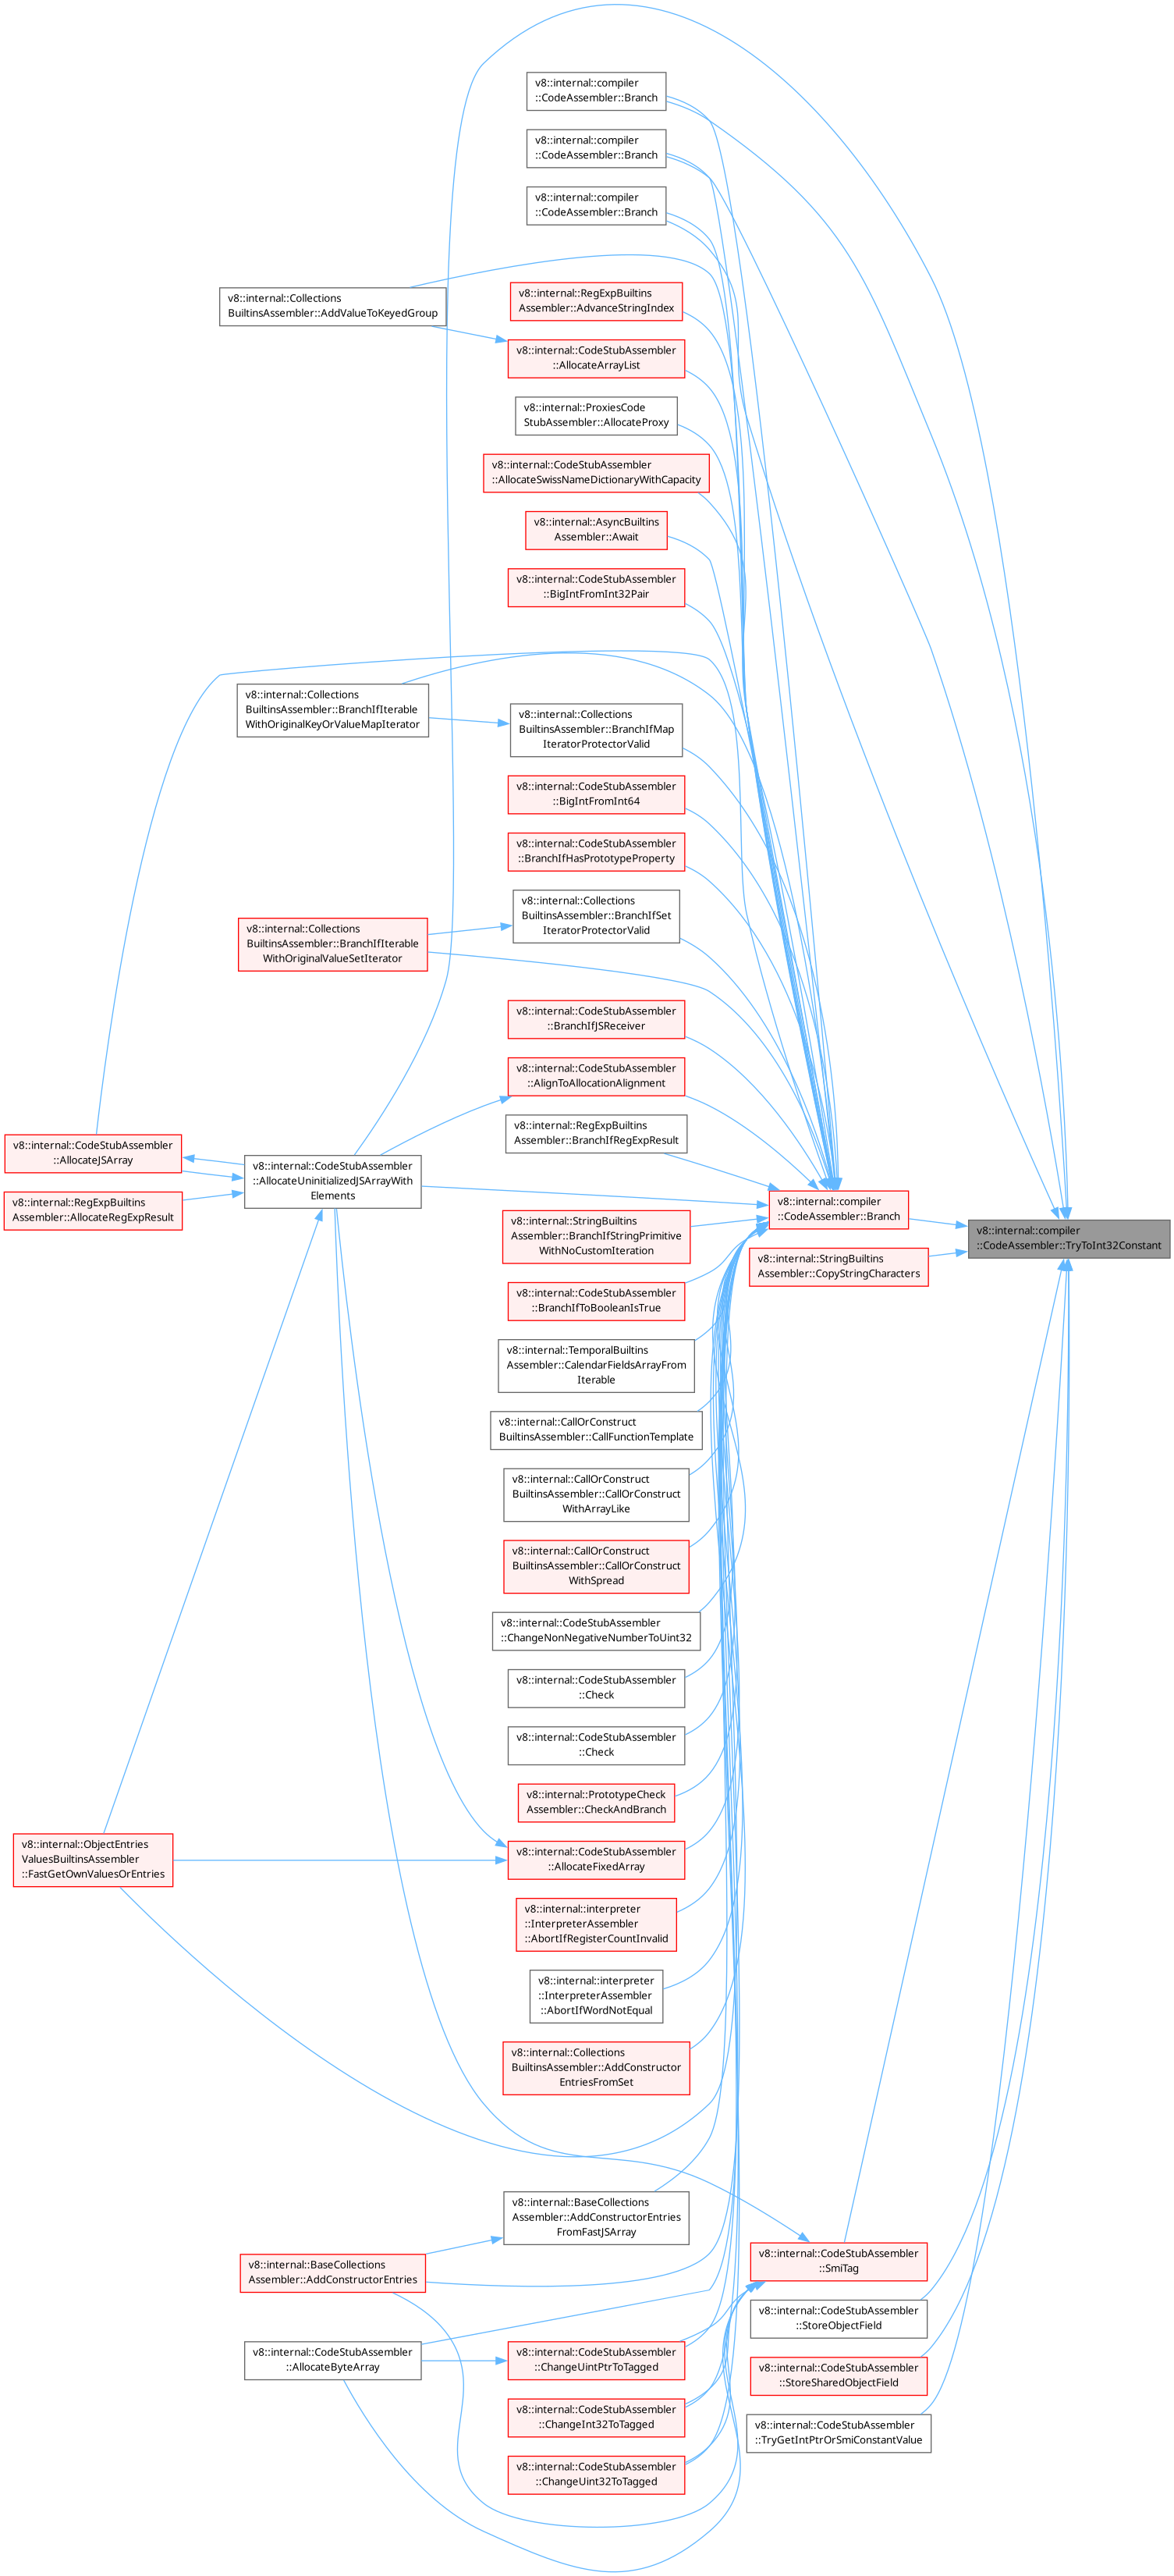 v8::internal::compiler
::CodeAssembler::Branch
v8::internal::compiler
::CodeAssembler::Branch
v8::internal::compiler
::CodeAssembler::Branch
v8::internal::Collections
BuiltinsAssembler::AddValueToKeyedGroup
v8::internal::RegExpBuiltins
Assembler::AdvanceStringIndex
v8::internal::CodeStubAssembler
::AllocateArrayList
v8::internal::ProxiesCode
StubAssembler::AllocateProxy
v8::internal::CodeStubAssembler
::AllocateSwissNameDictionaryWithCapacity
v8::internal::AsyncBuiltins
Assembler::Await
v8::internal::CodeStubAssembler
::BigIntFromInt32Pair
v8::internal::Collections
BuiltinsAssembler::BranchIfIterable
WithOriginalKeyOrValueMapIterator
v8::internal::Collections
BuiltinsAssembler::BranchIfMap
IteratorProtectorValid
v8::internal::CodeStubAssembler
::BigIntFromInt64
v8::internal::CodeStubAssembler
::BranchIfHasPrototypeProperty
v8::internal::Collections
BuiltinsAssembler::BranchIfSet
IteratorProtectorValid
v8::internal::Collections
BuiltinsAssembler::BranchIfIterable
WithOriginalValueSetIterator
v8::internal::CodeStubAssembler
::BranchIfJSReceiver
v8::internal::CodeStubAssembler
::AlignToAllocationAlignment
v8::internal::RegExpBuiltins
Assembler::BranchIfRegExpResult
v8::internal::CodeStubAssembler
::AllocateJSArray
v8::internal::CodeStubAssembler
::AllocateUninitializedJSArrayWith
Elements
v8::internal::RegExpBuiltins
Assembler::AllocateRegExpResult
v8::internal::compiler
::CodeAssembler::Branch
v8::internal::compiler
::CodeAssembler::TryToInt32Constant
v8::internal::StringBuiltins
Assembler::BranchIfStringPrimitive
WithNoCustomIteration
v8::internal::StringBuiltins
Assembler::CopyStringCharacters
v8::internal::CodeStubAssembler
::BranchIfToBooleanIsTrue
v8::internal::TemporalBuiltins
Assembler::CalendarFieldsArrayFrom
Iterable
v8::internal::CallOrConstruct
BuiltinsAssembler::CallFunctionTemplate
v8::internal::CallOrConstruct
BuiltinsAssembler::CallOrConstruct
WithArrayLike
v8::internal::CallOrConstruct
BuiltinsAssembler::CallOrConstruct
WithSpread
v8::internal::CodeStubAssembler
::ChangeNonNegativeNumberToUint32
v8::internal::CodeStubAssembler
::Check
v8::internal::CodeStubAssembler
::Check
v8::internal::PrototypeCheck
Assembler::CheckAndBranch
v8::internal::ObjectEntries
ValuesBuiltinsAssembler
::FastGetOwnValuesOrEntries
v8::internal::CodeStubAssembler
::AllocateFixedArray
v8::internal::interpreter
::InterpreterAssembler
::AbortIfRegisterCountInvalid
v8::internal::interpreter
::InterpreterAssembler
::AbortIfWordNotEqual
v8::internal::Collections
BuiltinsAssembler::AddConstructor
EntriesFromSet
v8::internal::BaseCollections
Assembler::AddConstructorEntries
FromFastJSArray
v8::internal::BaseCollections
Assembler::AddConstructorEntries
v8::internal::CodeStubAssembler
::SmiTag
v8::internal::CodeStubAssembler
::StoreObjectField
v8::internal::CodeStubAssembler
::AllocateByteArray
v8::internal::CodeStubAssembler
::ChangeUintPtrToTagged
v8::internal::CodeStubAssembler
::StoreSharedObjectField
v8::internal::CodeStubAssembler
::ChangeInt32ToTagged
v8::internal::CodeStubAssembler
::TryGetIntPtrOrSmiConstantValue
v8::internal::CodeStubAssembler
::ChangeUint32ToTagged